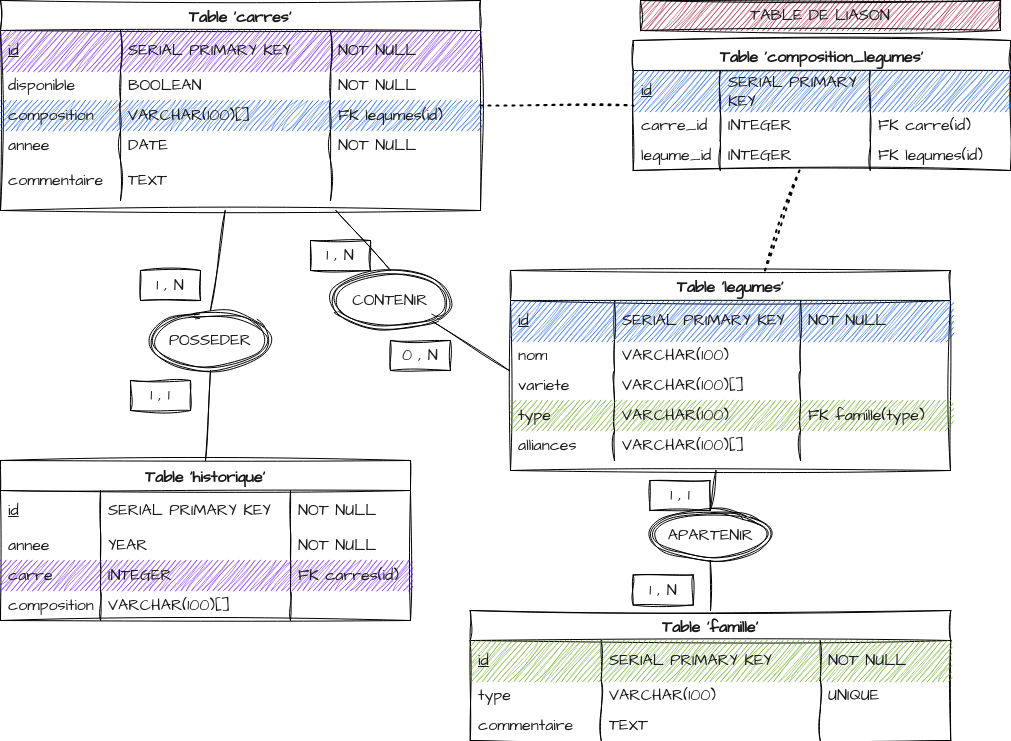 Table 'carres'
id SERIAL PRIMARY KEY NOT NULL
disponible BOOLEAN NOT NULL
composition VARCHAR(100)[] FK legumes(id)
annee DATE NOT NULL
commentaire TEXT
TABLE DE LIASON
Table 'composition_legumes'
id SERIAL PRIMARY
KEY
carre_id INTEGER FK carre(id)
legume_id INTEGER FK legumes(id)
1 , N
CONTENIR
0 , N
1 , N
POSSEDER
1 , 1
Table 'legumes'
id SERIAL PRIMARY KEY NOT NULL
nom VARCHAR(100)
variete VARCHAR(100)[]
type VARCHAR(100) FK famille(type)
alliances VARCHAR(100)[]
Table 'historique'
id SERIAL PRIMARY KEY NOT NULL
annee YEAR NOT NULL
carre INTEGER FK carres(id)
composition VARCHAR(100)[]
1 , 1
APARTENIR
1 , N
Table 'famille'
id SERIAL PRIMARY KEY NOT NULL
type VARCHAR(100) UNIQUE
commentaire TEXT